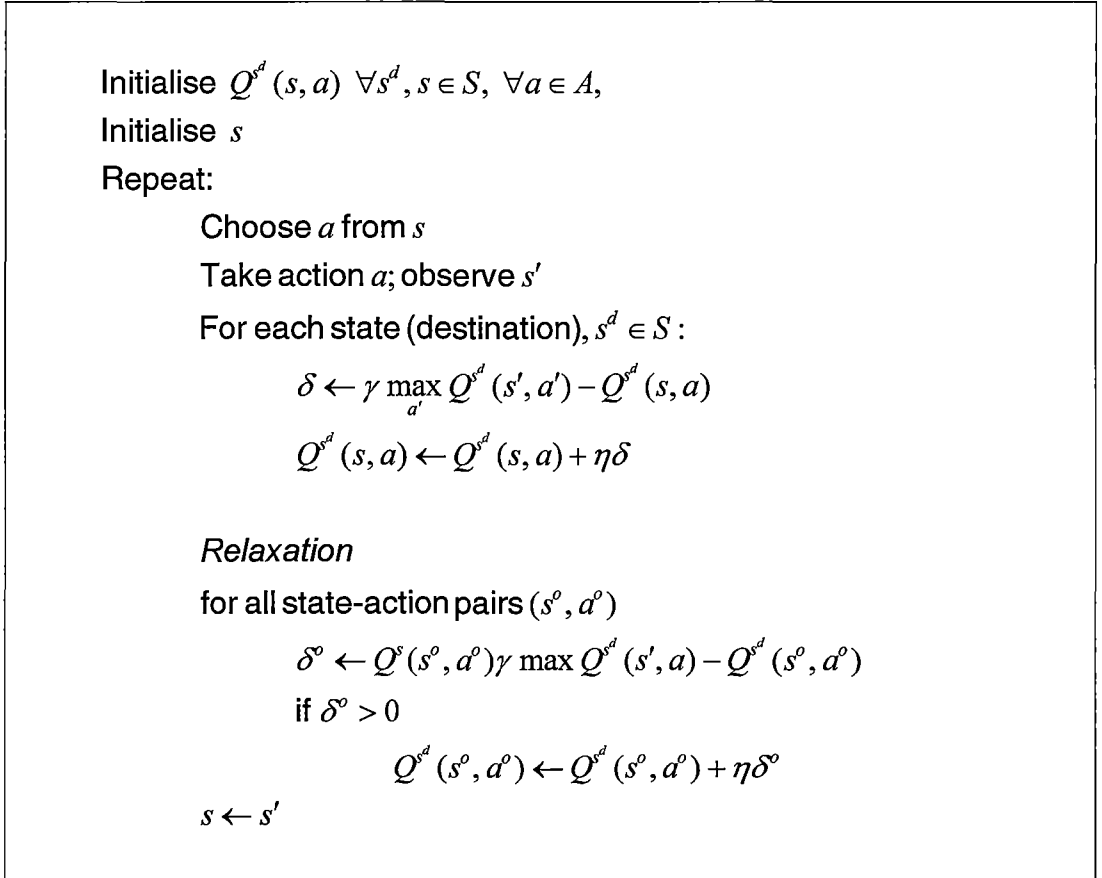 Initialise Q^{s^d}(s, a) ∀s^d, s ∈ S, ∀a ∈ A,
Initialise s
Repeat:
Choose a from s
Take action a; observe s′
For each state (destination), s^d ∈ S :
δ ← γ max_{a′} Q^{s^d}(s′, a′) − Q^{s^d}(s, a)
Q^{s^d}(s, a) ← Q^{s^d}(s, a) + ηδ
Relaxation
for all state-action pairs (s^o, a^o)
δ^o ← Q^s(s^o, a^o)γ max Q^{s^d}(s′, a) − Q^{s^d}(s^o, a^o)
if δ^o > 0
Q^{s^d}(s^o, a^o) ← Q^{s^d}(s^o, a^o) + ηδ^o
s ← s′